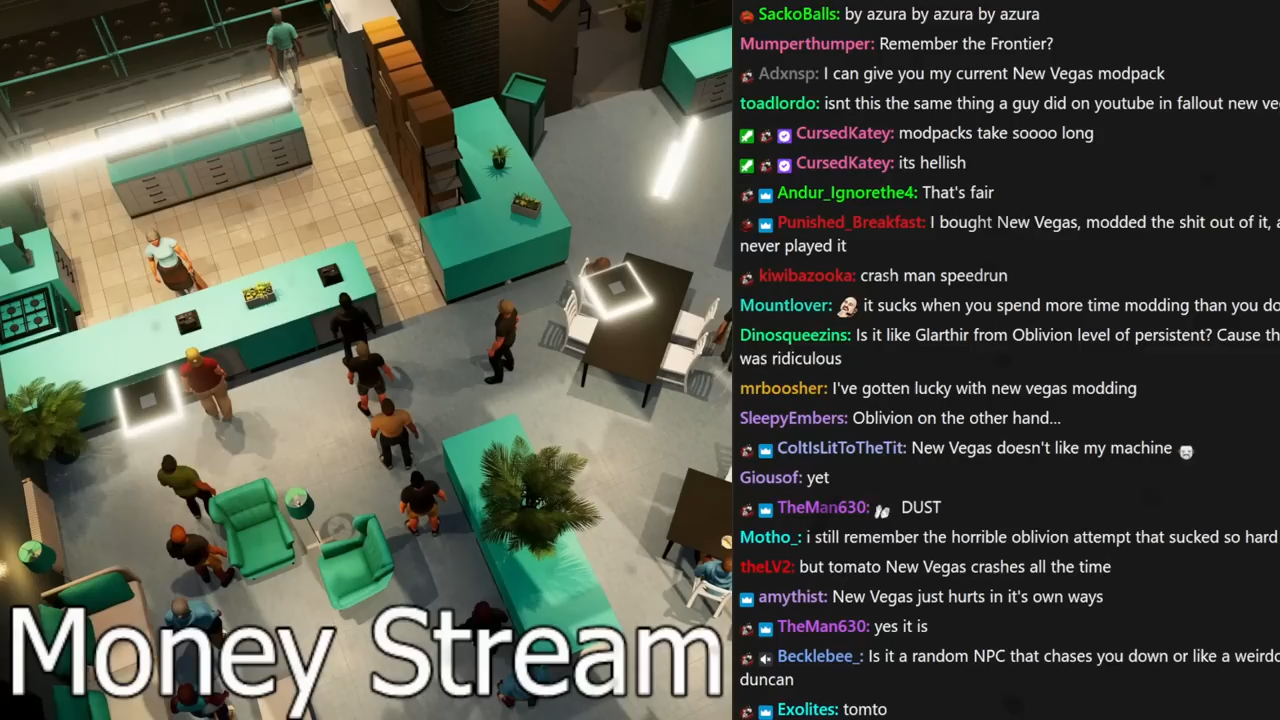 SackoBalls: by azura by azura by azura
Mumperthumper: Remember the Frontier?
Adxnsp: I can give you my current New Vegas modpack
toadlordo: isnt this the same thing a guy did on youtube in fallout new ve
CursedKatey: modpacks take soooo long
CursedKatey: its hellish
Andur_Ignorethe4: That's fair
Punished_Breakfast: I bought New Vegas, modded the shit out of it, a
never played it
kiwibazooka: crash man speedrun
Mountlover: it sucks when you spend more time modding than you do
Dinosqueezins: Is it like Glarthir from Oblivion level of persistent? Cause th
was ridiculous
mrboosher: I've gotten lucky with new vegas modding
SleepyEmbers: Oblivion on the other hand...
ColtIsLitToTheTit: New Vegas doesn't like my machine
Giousof: yet
TheMan630: DUST
Motho_: i still remember the horrible oblivion attempt that sucked so hard
theLV2: but tomato New Vegas crashes all the time
amythist: New Vegas just hurts in it's own ways
TheMan630: yes it is
Becklebee_: Is it a random NPC that chases you down or like a weirdo
duncan
Exolites: tomto
Money Stream